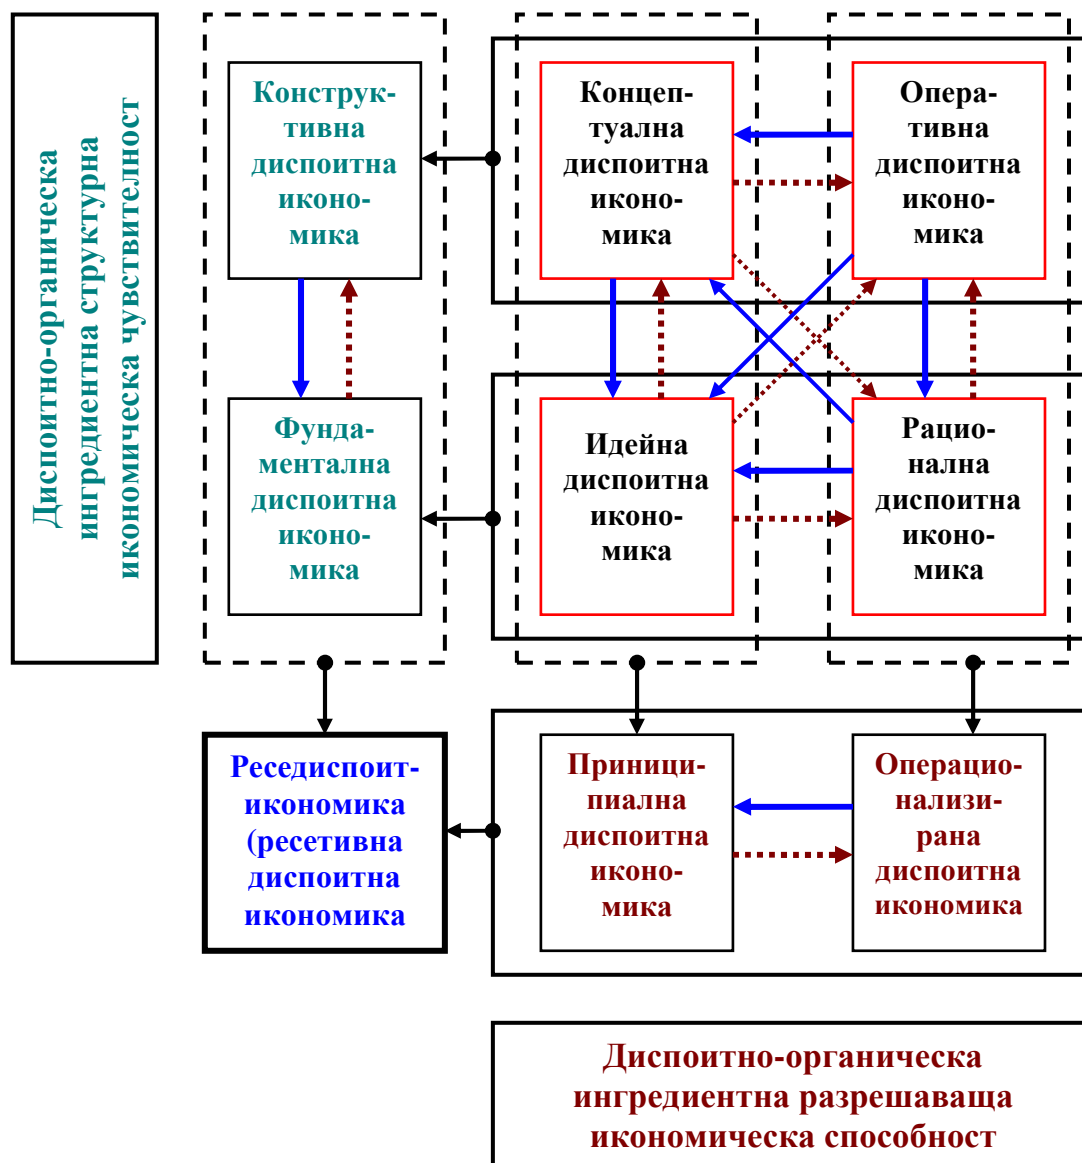 Диспоитно-органическа
ингредиентна структурна
икономическа чувствителност
Конструк-
тивна
диспоитна
иконо-
мика
Концеп-
туална
диспоитна
иконо-
мика
Опера-
тивна
диспоитна
иконо-
мика
Фунда-
ментална
диспоитна
иконо-
мика
Идейна
диспоитна
иконо-
мика
Рацио-
нална
диспоитна
иконо-
мика
Реседиспоит-
икономика
(ресетивна
диспоитна
икономика
Приници-
пиална
диспоитна
иконо-
мика
Операцио-
нализи-
рана
диспоитна
икономика
Диспоитно-органическа
ингредиентна разрешаваща
икономическа способност